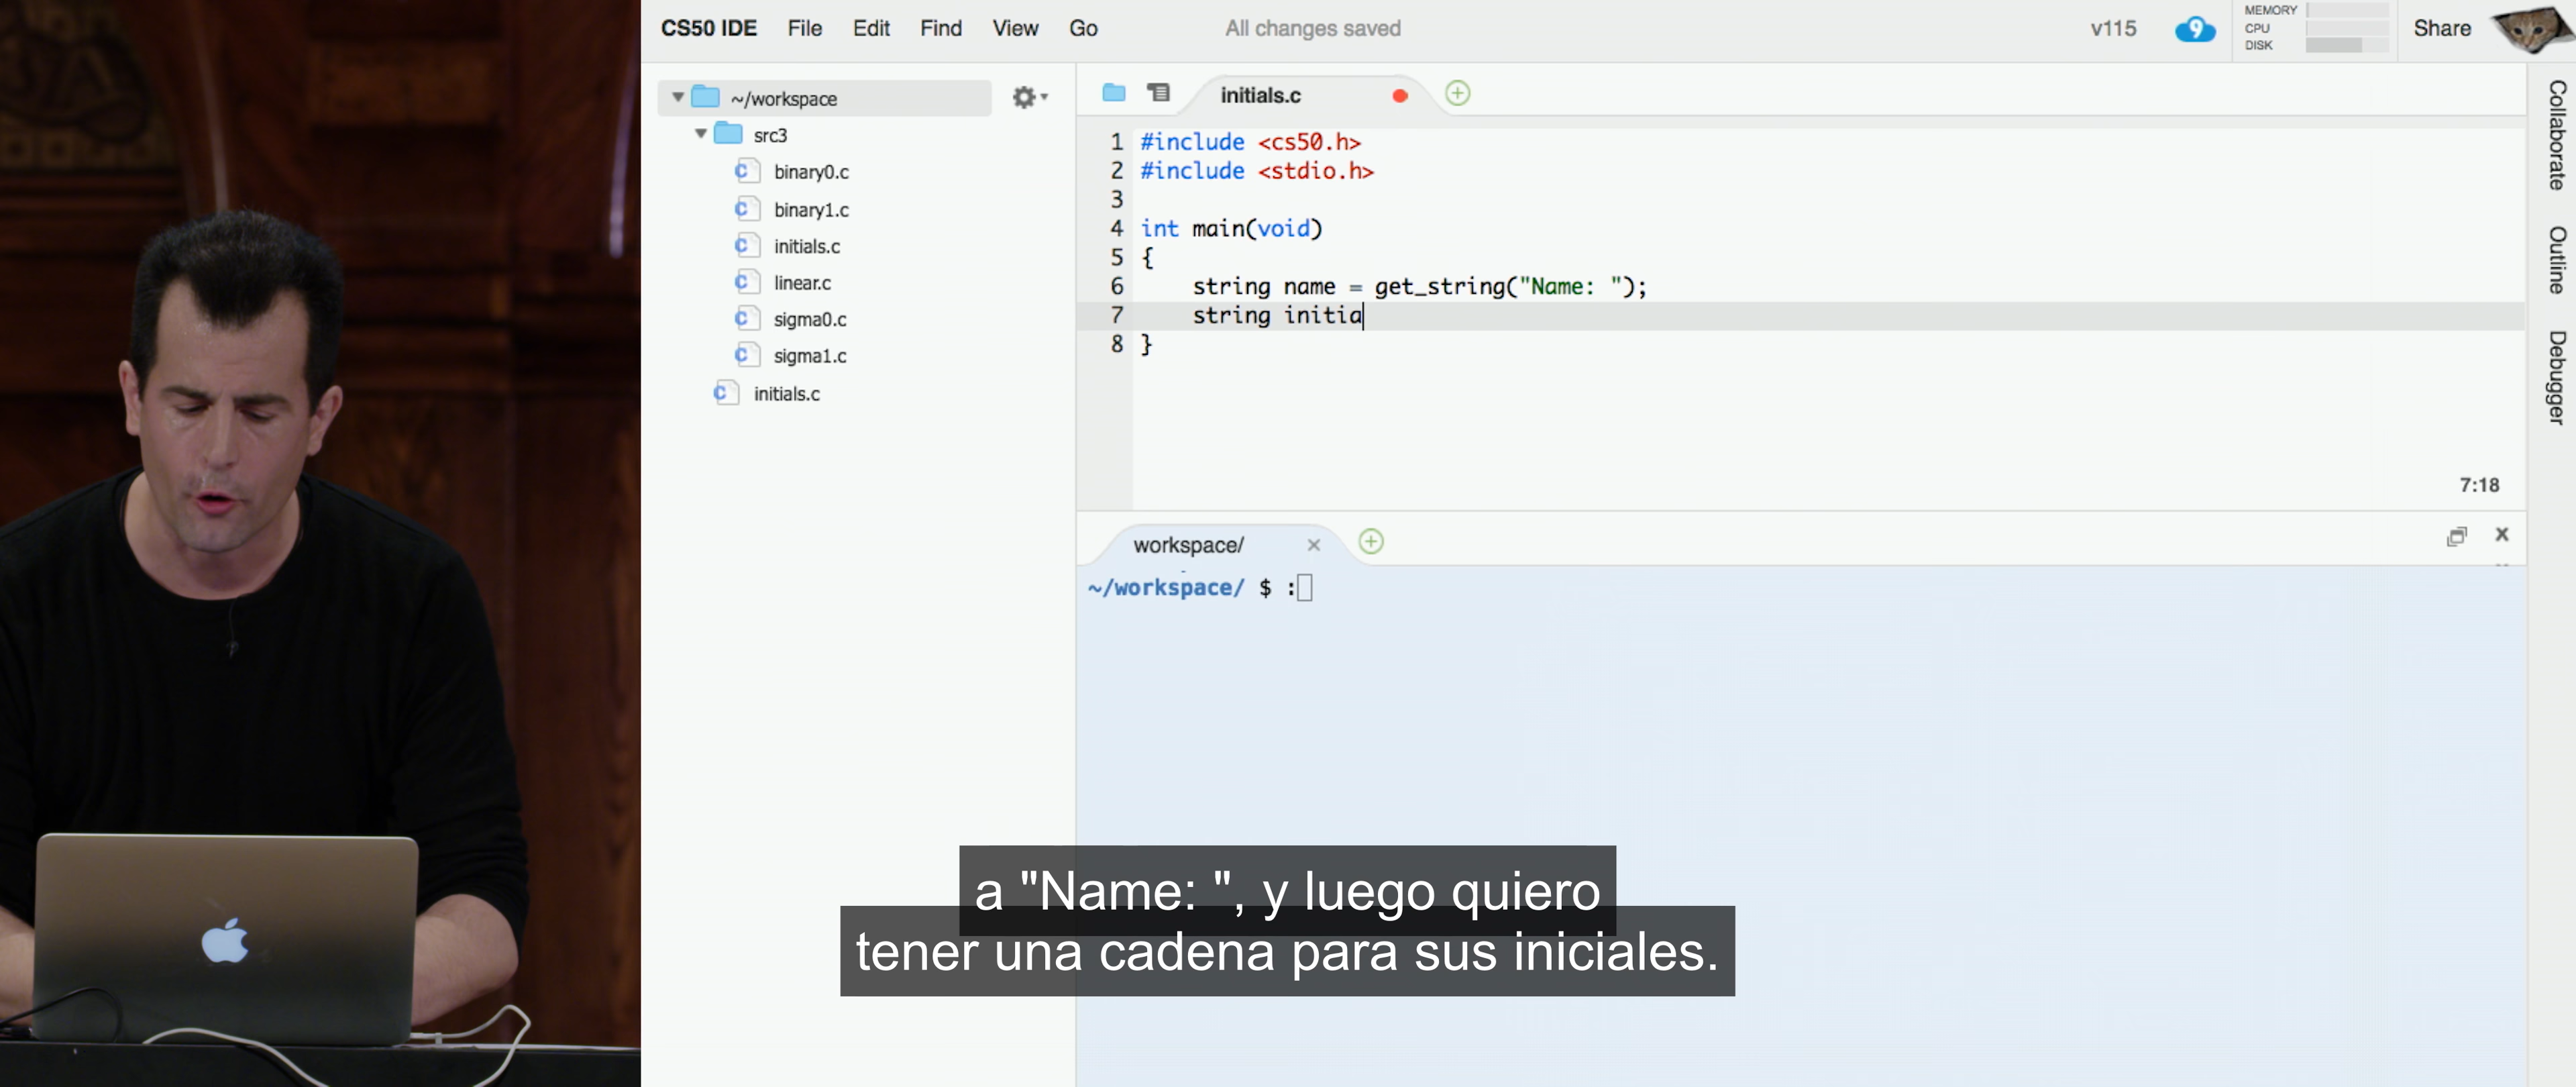 CS50 IDE File Edit Find View Go All changes saved v115 9 MEMORY CPU DISK Share
~/workspace
src3
binary0.c
binary1.c
initials.c
linear.c
sigma0.c
sigma1.c
initials.c
initials.c
1 #include <cs50.h>
2 #include <stdio.h>
3
4 int main(void)
5 {
6 string name = get_string("Name: ");
7 string initia
8 }
7:18
Collaborate
Outline
Debugger
workspace/
~/workspace/ $ :
a "Name: ", y luego quiero
tener una cadena para sus iniciales.